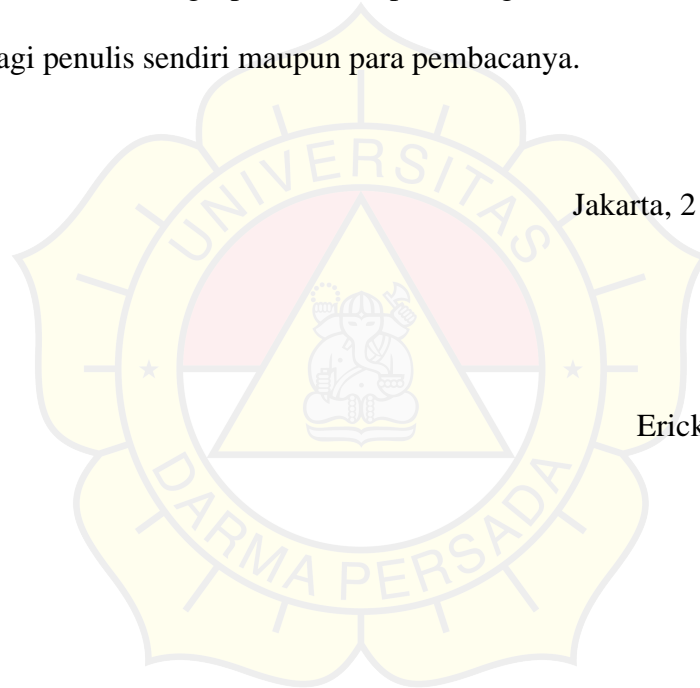 agi penulis sendiri maupun para pembacanya.
UNIVERSITAS
Jakarta, 2
Erick
DARMA PERSADA